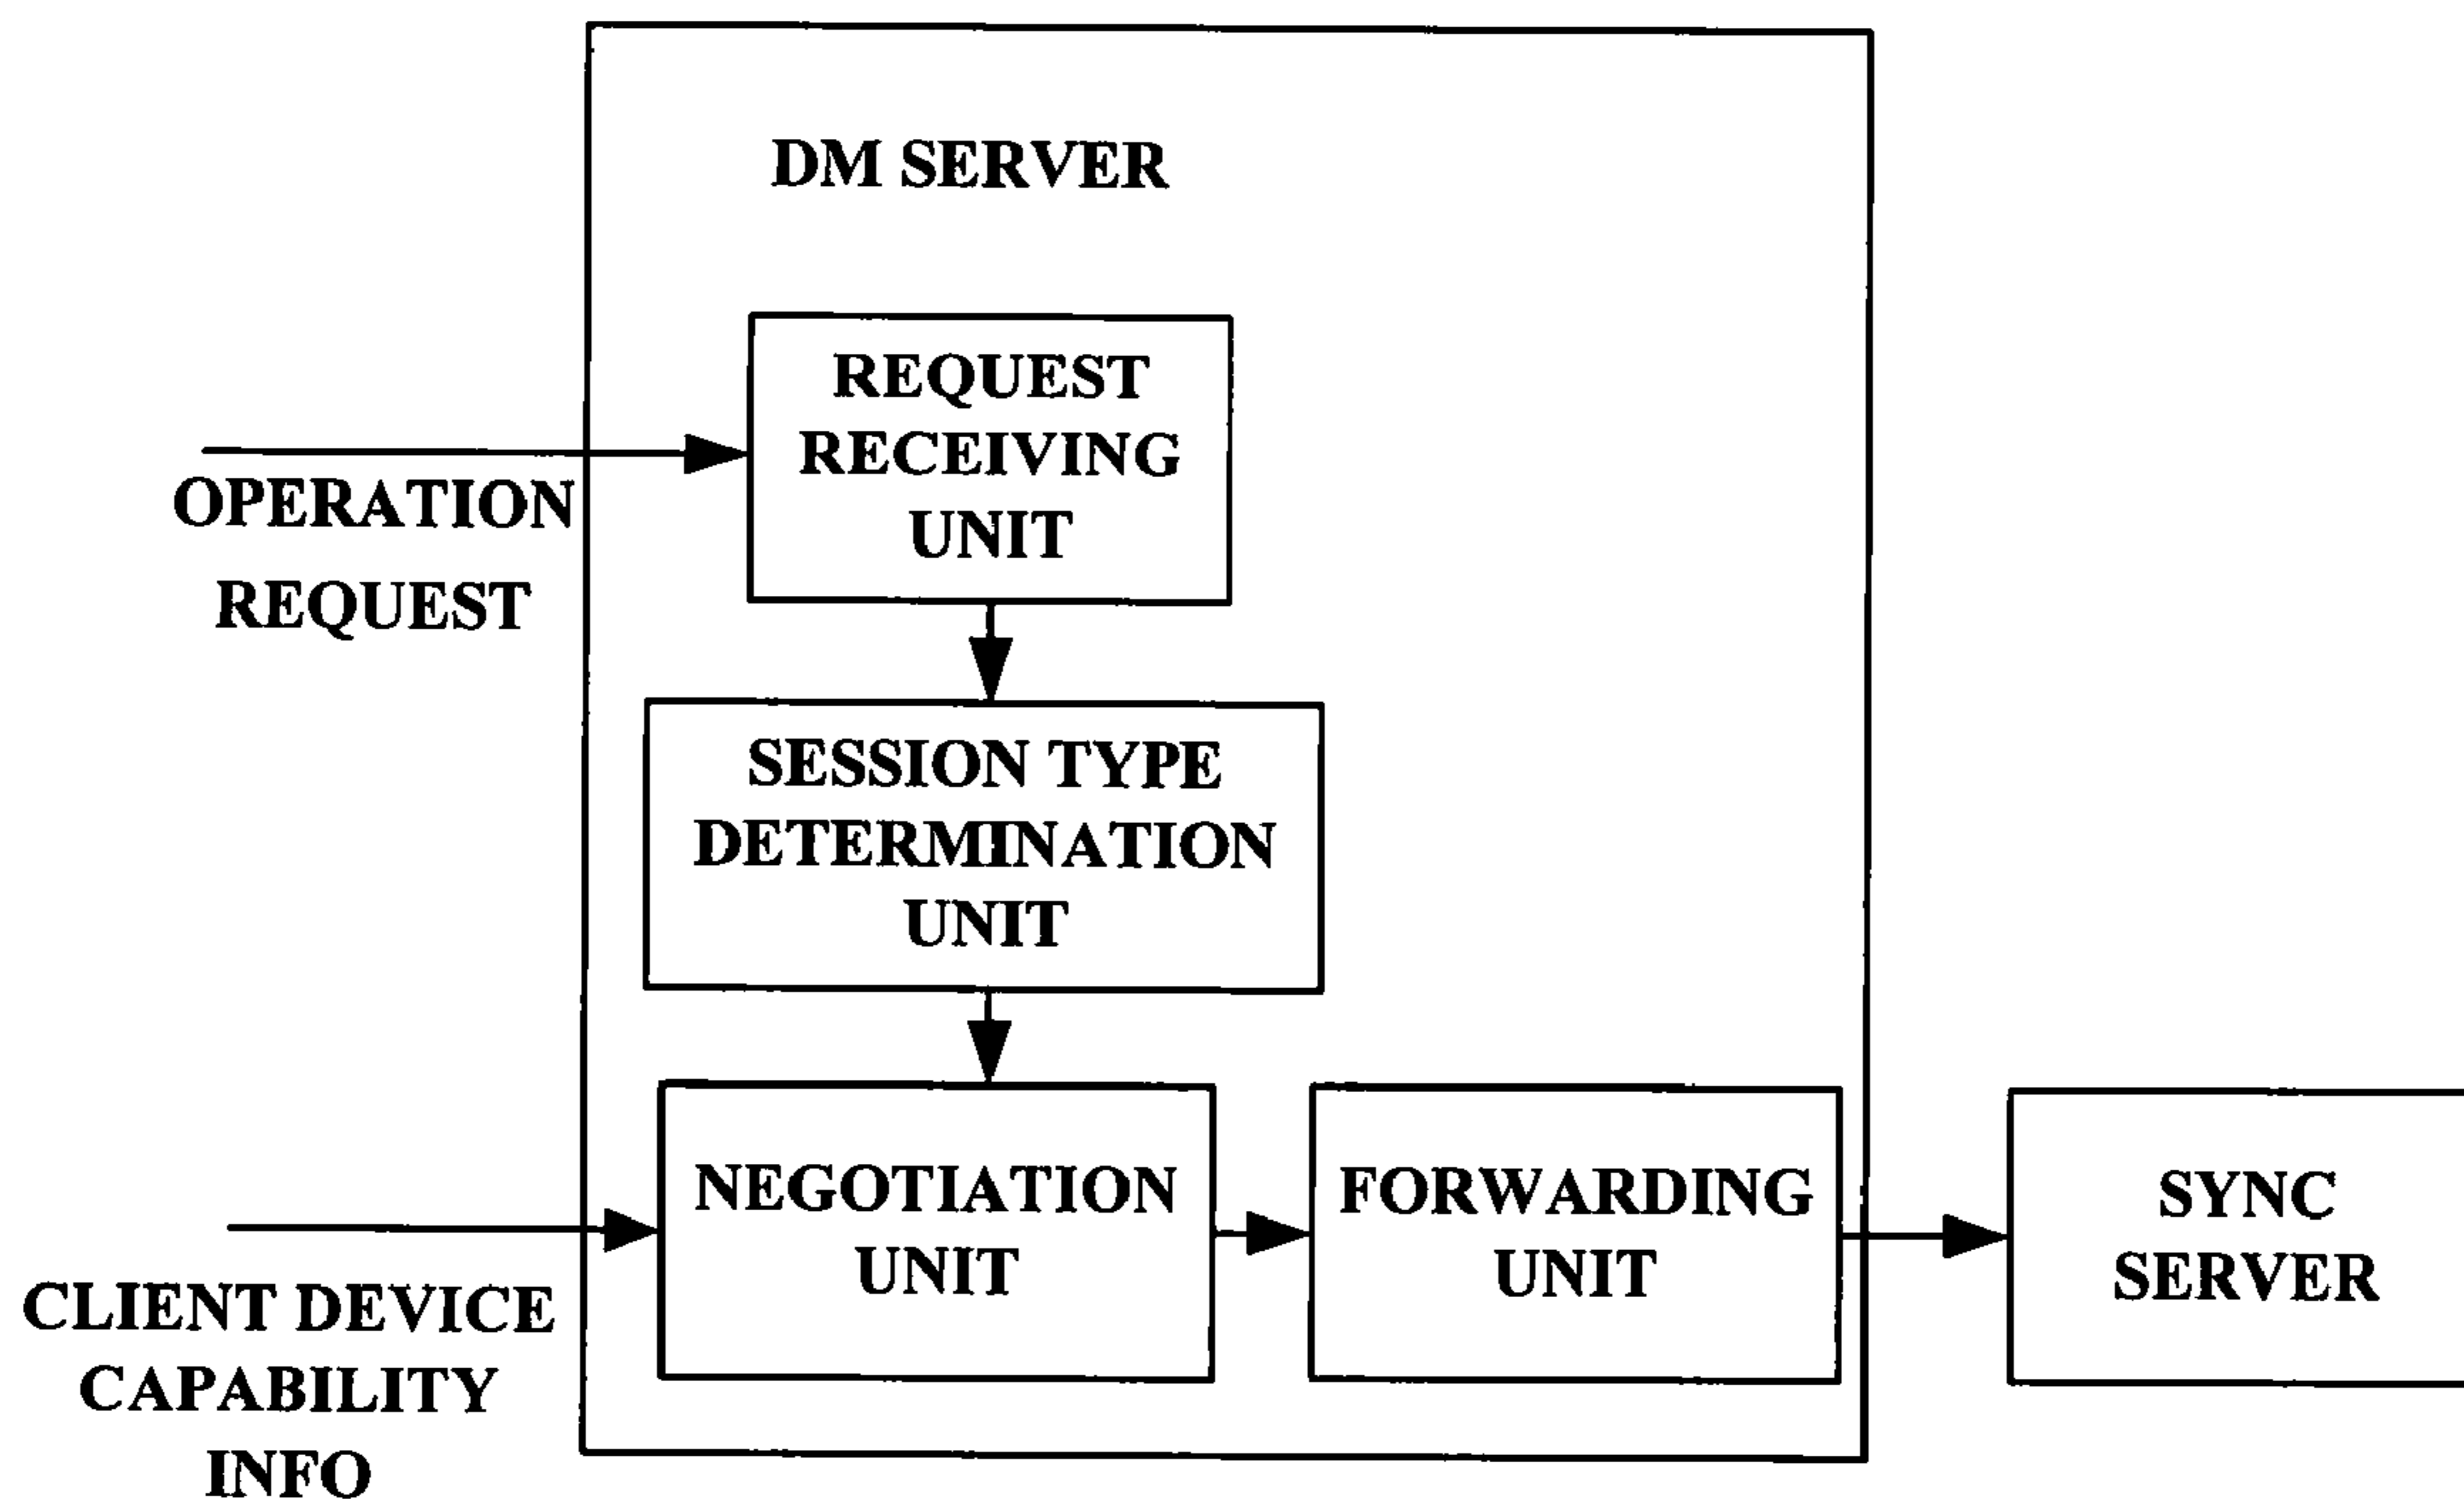 DM SERVER
REQUEST
RECEIVING
UNIT
OPERATION
REQUEST
SESSION TYPE
DETERMINATION
UNIT
NEGOTIATION
UNIT
FORWARDING
UNIT
SYNC
SERVER
CLIENT DEVICE
CAPABILITY
INFO